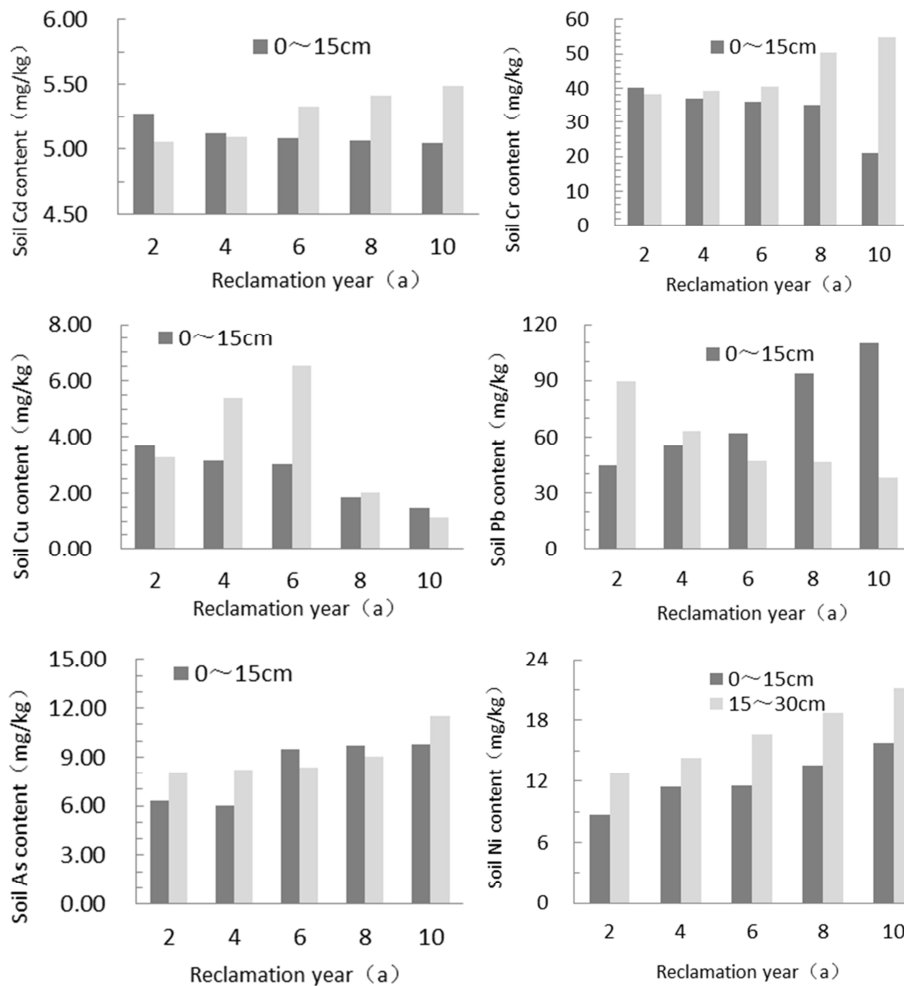 Soil Cd content (mg/kg)
6.00
5.50
5.00
4.50
0~15cm
2 4 6 8 10
Reclamation year (a)
Soil Cr content (mg/kg)
60
50
40
30
20
10
0
0~15cm
2 4 6 8 10
Reclamation year (a)
Soil Cu content (mg/kg)
8.00
6.00
4.00
2.00
0.00
0~15cm
2 4 6 8 10
Reclamation year (a)
Soil Pb content (mg/kg)
120
90
60
30
0
0~15cm
2 4 6 8 10
Reclamation year (a)
Soil As content (mg/kg)
15.00
12.00
9.00
6.00
3.00
0.00
0~15cm
2 4 6 8 10
Reclamation year (a)
Soil Ni content (mg/kg)
24
18
12
6
0
0~15cm
15~30cm
2 4 6 8 10
Reclamation year (a)